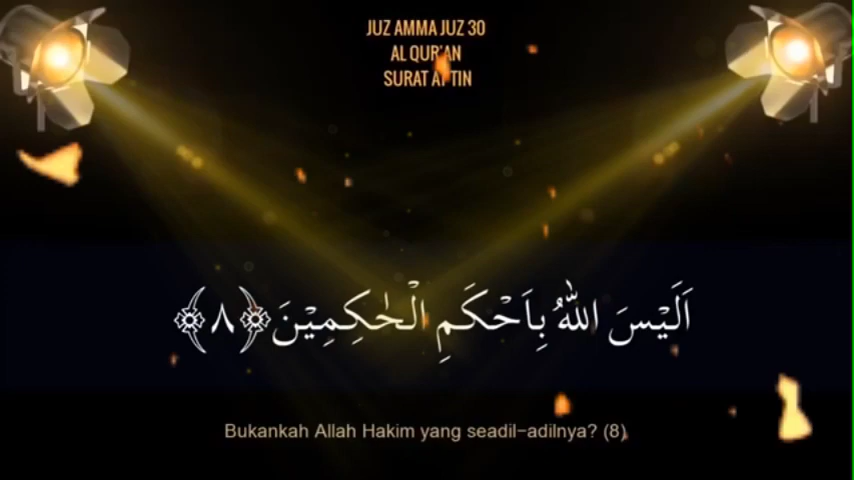 JUZ AMMA JUZ 30
AL QUR'AN
SURAT AT TIN
اَلَيْسَ اللّٰهُ بِاَحْكَمِ الْحٰكِمِيْنَ ﴿٨﴾
Bukankah Allah Hakim yang seadil-adilnya? (8)